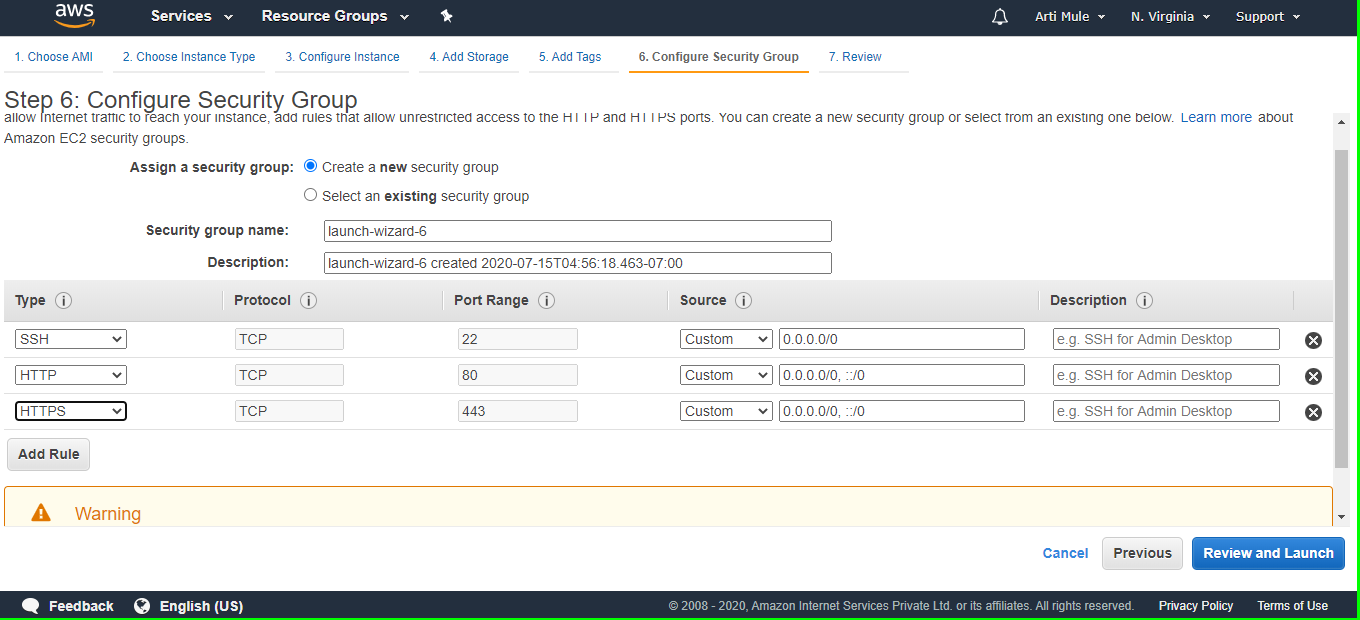 aws Services Resource Groups Arti Mule N. Virginia Support
1. Choose AMI 2. Choose Instance Type 3. Configure Instance 4. Add Storage 5. Add Tags 6. Configure Security Group 7. Review
Step 6: Configure Security Group
allow Internet traffic to reach your instance, add rules that allow unrestricted access to the HTTP and HTTPS ports. You can create a new security group or select from an existing one below. Learn more about
Amazon EC2 security groups.
Assign a security group: Create a new security group
Select an existing security group
Security group name: launch-wizard-6
Description: launch-wizard-6 created 2020-07-15T04:56:18.463-07:00
Type i Protocol i Port Range i Source i Description i
SSH TCP 22 Custom 0.0.0.0/0 e.g. SSH for Admin Desktop
HTTP TCP 80 Custom 0.0.0.0/0, ::/0 e.g. SSH for Admin Desktop
HTTPS TCP 443 Custom 0.0.0.0/0, ::/0 e.g. SSH for Admin Desktop
Add Rule
Warning
Cancel Previous Review and Launch
Feedback English (US) © 2008 - 2020, Amazon Internet Services Private Ltd. or its affiliates. All rights reserved. Privacy Policy Terms of Use